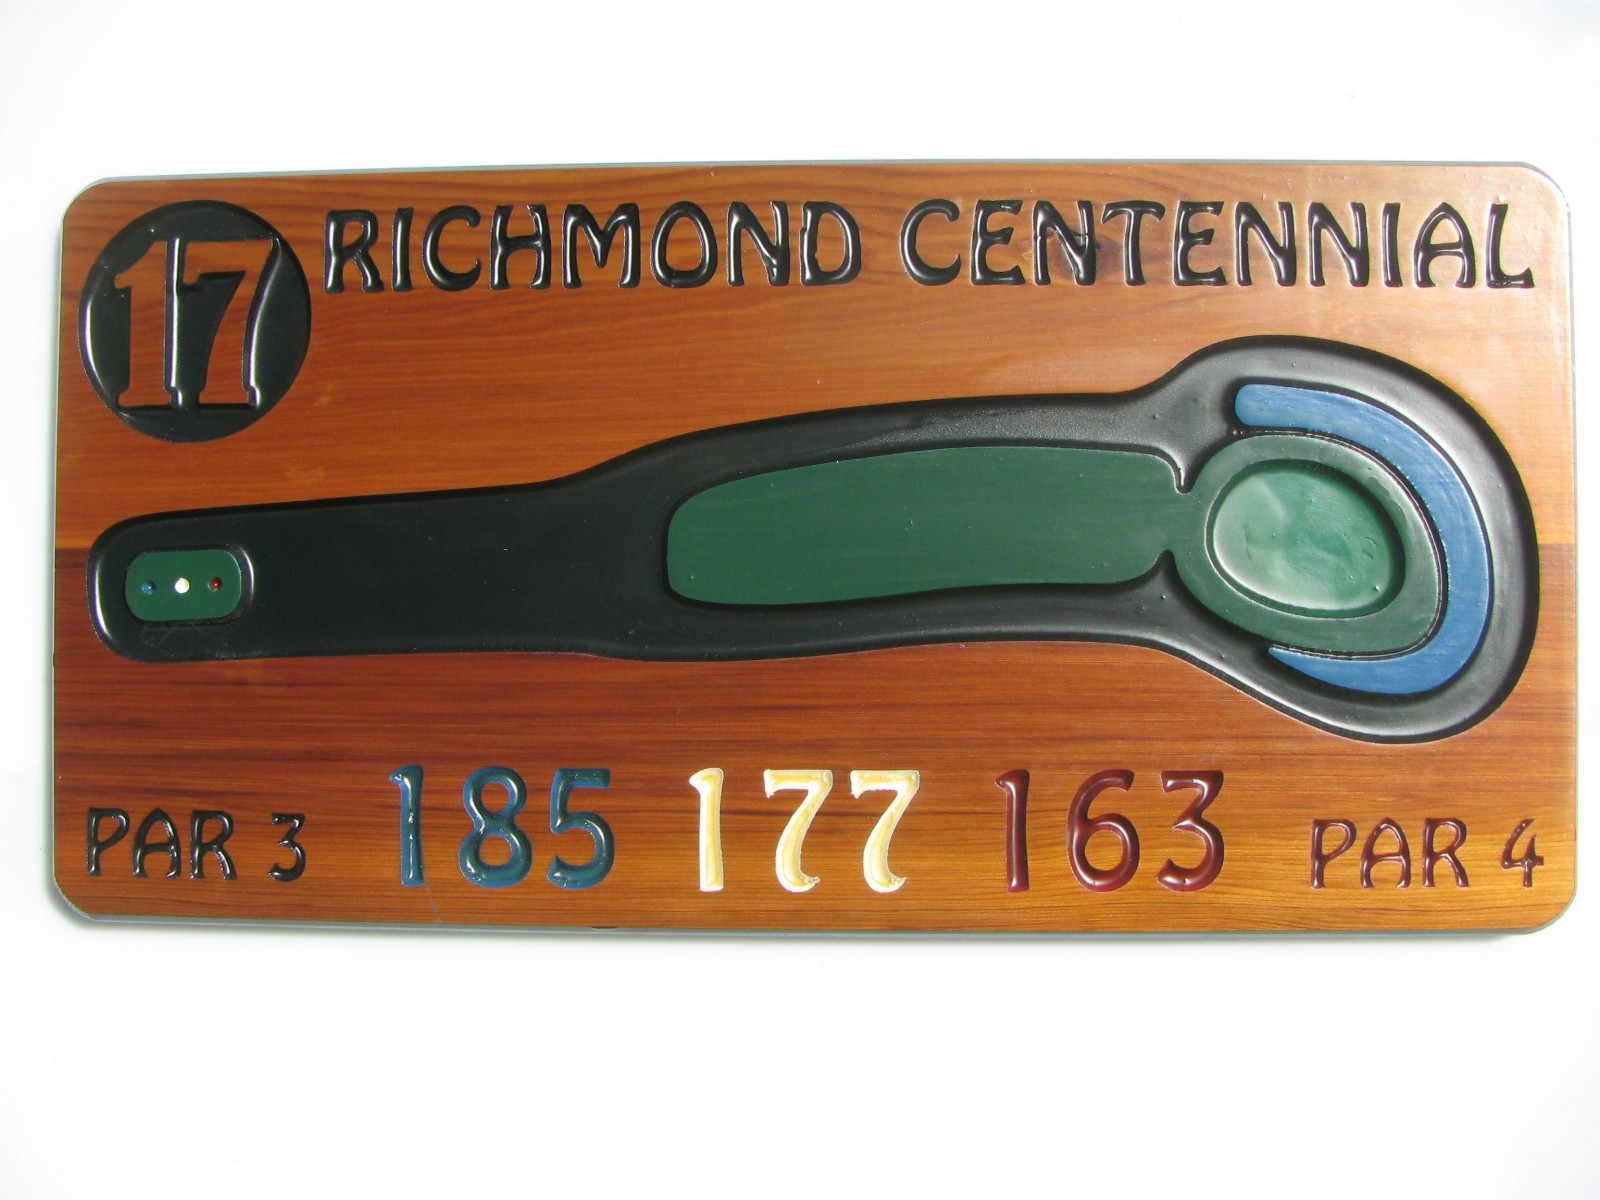 17 RICHMOND CENTENNIAL
PAR 3 185 177 163 PAR 4